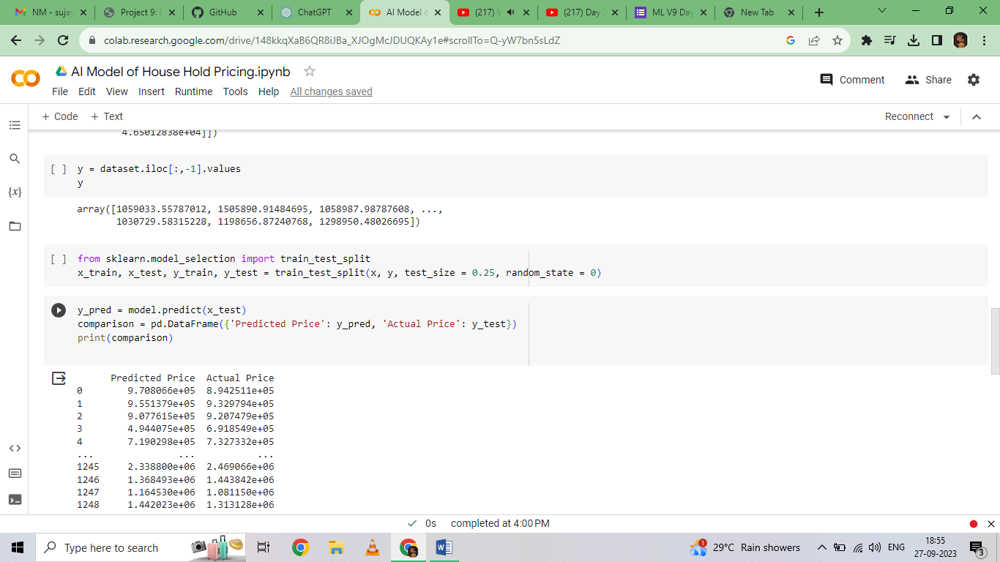 NM - suja
Project 9: F
GitHub
ChatGPT
AI Model o
(217) \
(217) Day
ML V9 Day
New Tab
colab.research.google.com/drive/148kkqXaB6QR8iJBa_XJOgMcJDUQKAy1e#scrollTo=Q-yW7bn5sLdZ
AI Model of House Hold Pricing.ipynb
File Edit View Insert Runtime Tools Help All changes saved
Comment Share
+ Code + Text
Reconnect
4.65012838e+04]])
[ ] y = dataset.iloc[:,-1].values
y
array([1059033.55787012, 1505890.91484695, 1058987.98787608, ...,
1030729.58315228, 1198656.87240768, 1298950.48026695])
[ ] from sklearn.model_selection import train_test_split
x_train, x_test, y_train, y_test = train_test_split(x, y, test_size = 0.25, random_state = 0)
y_pred = model.predict(x_test)
comparison = pd.DataFrame({'Predicted Price': y_pred, 'Actual Price': y_test})
print(comparison)
Predicted Price Actual Price
0 9.708066e+05 8.942511e+05
1 9.551379e+05 9.329794e+05
2 9.077615e+05 9.207479e+05
3 4.944075e+05 6.918549e+05
4 7.190298e+05 7.327332e+05
... ... ...
1245 2.338800e+06 2.469066e+06
1246 1.368493e+06 1.443842e+06
1247 1.164530e+06 1.081150e+06
1248 1.442023e+06 1.313128e+06
0s completed at 4:00 PM
Type here to search
29°C Rain showers
ENG
18:55
27-09-2023
3